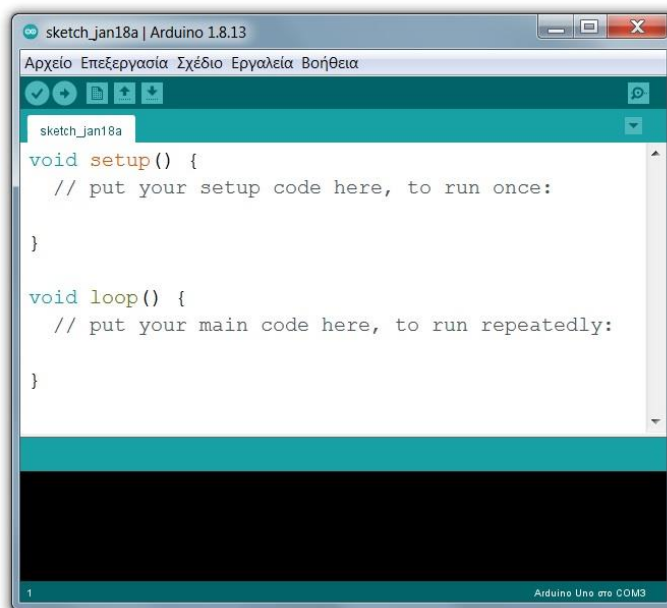 sketch_jan18a | Arduino 1.8.13
Αρχείο Επεξεργασία Σχέδιο Εργαλεία Βοήθεια
sketch_jan18a
void setup() {
  // put your setup code here, to run once:
}
void loop() {
  // put your main code here, to run repeatedly:
}
1
Arduino Uno στο COM3